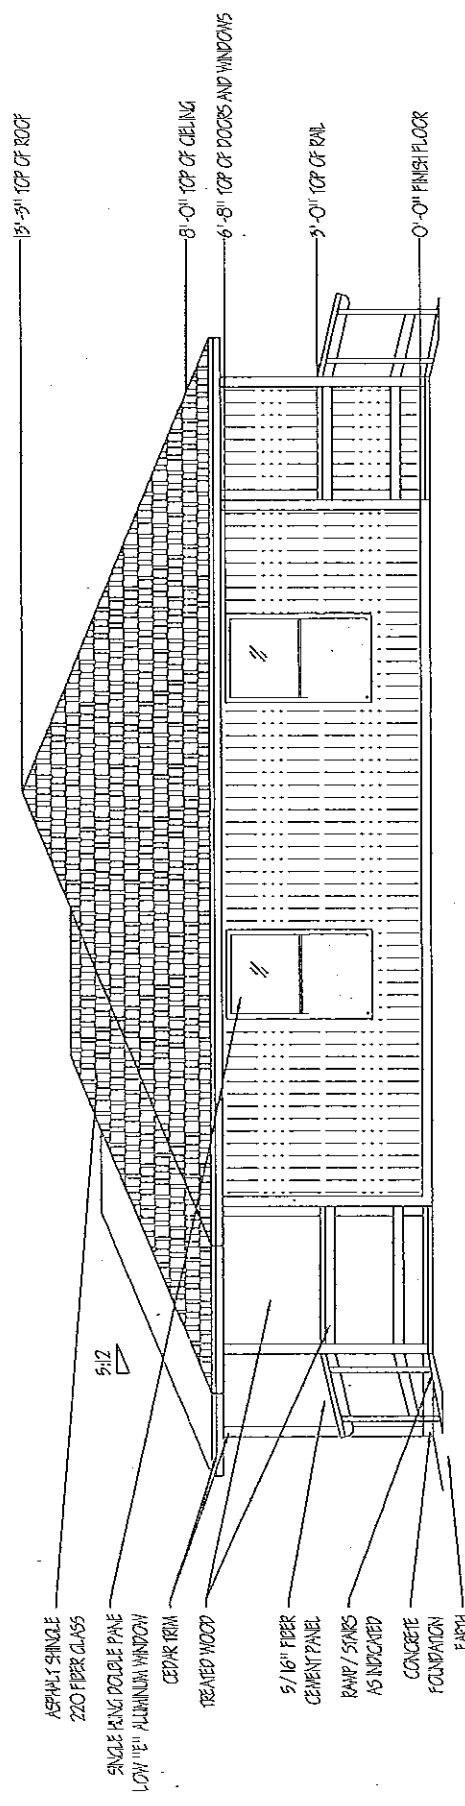 13'-3" TOP OF ROOF
8'-0" TOP OF CIELING
6'-8" TOP OF DOORS AND WINDOWS
3'-0" TOP OF RAIL
0'-0" FINISH FLOOR
5:12
ASPHALT SHINGLE
220 FIBER GLASS
SINGLE HUNG DOUBLE PANE
LOW "E" ALUMINUM WINDOW
CEDAR TRIM
TREATED WOOD
5/16" FIBER
CEMENT PANEL
RAMP / STAIRS
AS INDICATED
CONCRETE
FOUNDATION
EARTH